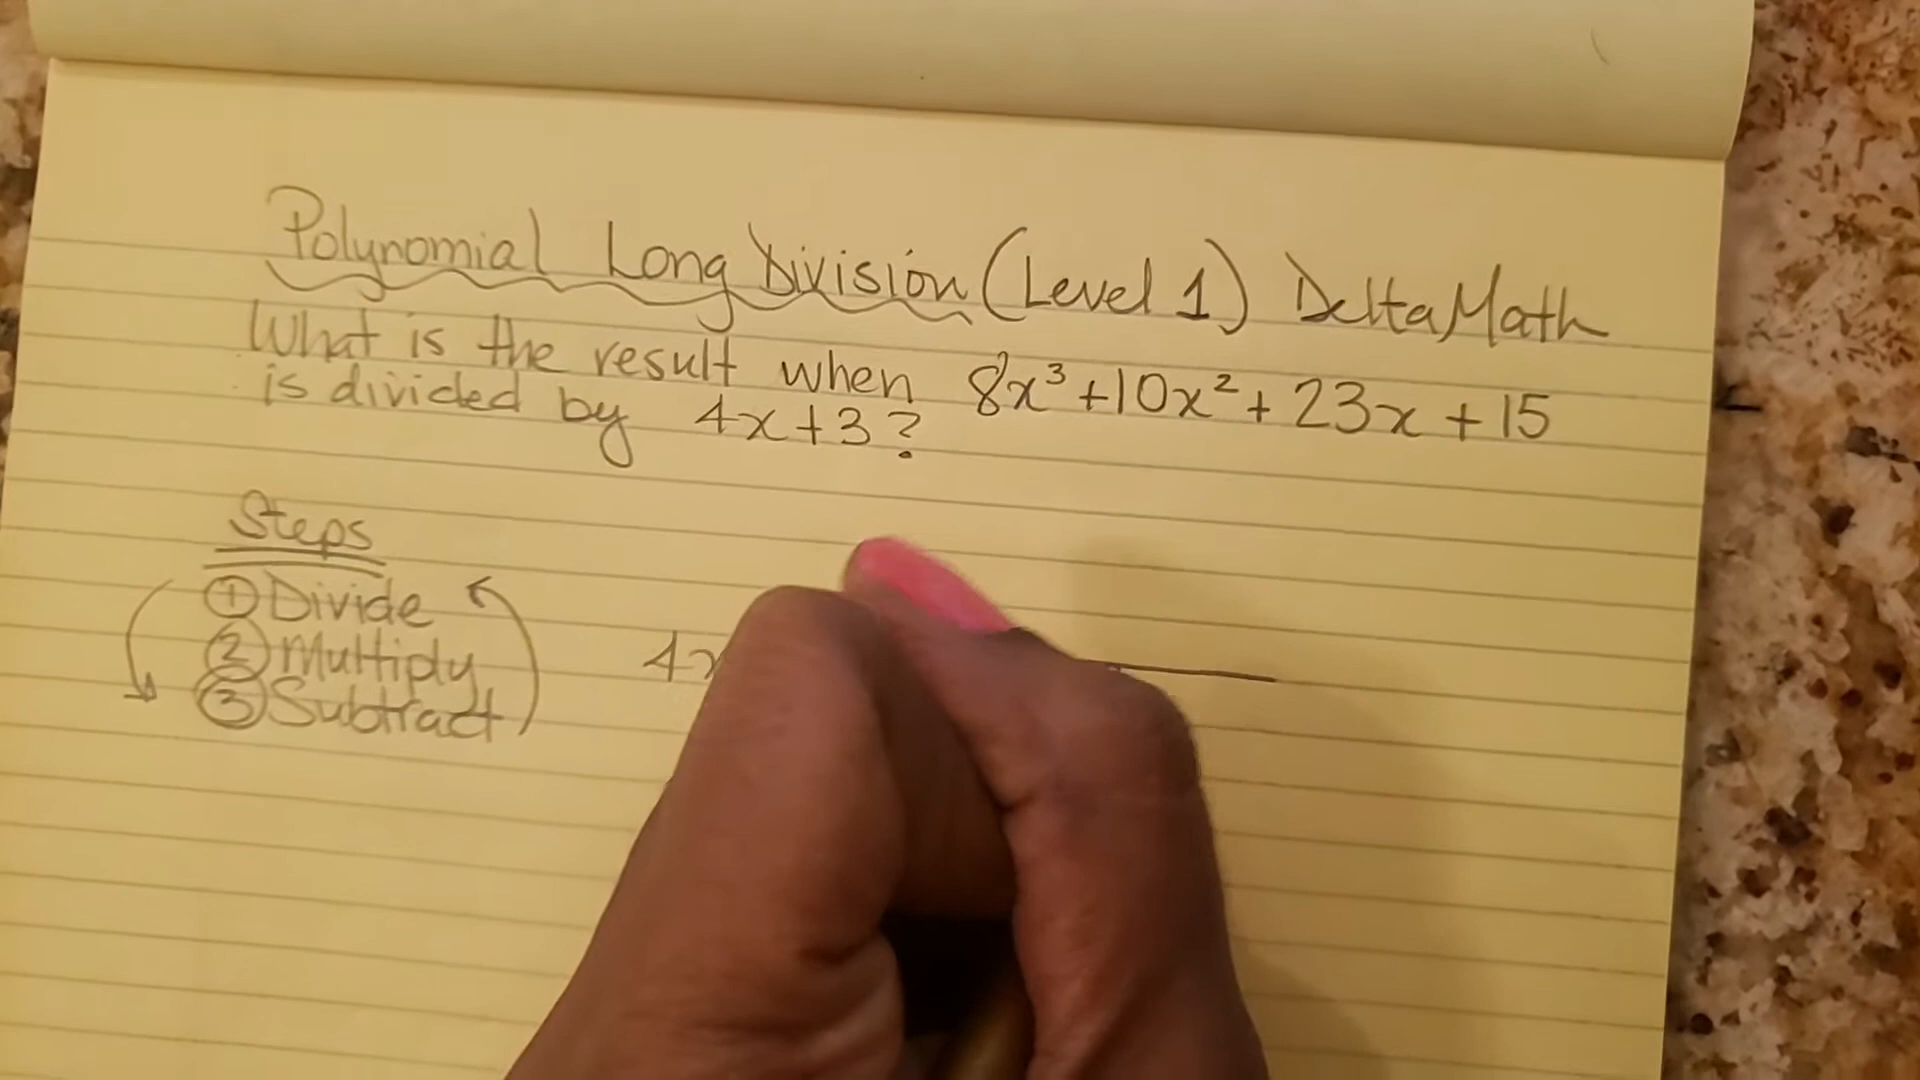 Polynomial Long Division (Level 1) DeltaMath
What is the result when 8x³+10x²+23x+15
is divided by 4x+3?
Steps
① Divide
② Multiply
③ Subtract
4x